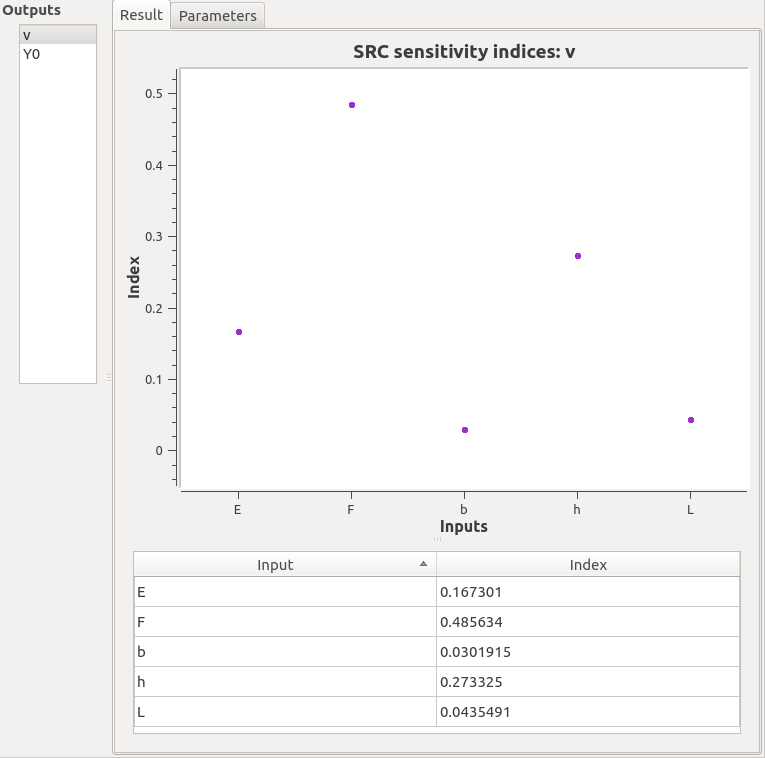 Outputs
v
Y0
Result Parameters
SRC sensitivity indices: v
Index
0.5
0.4
0.3
0.2
0.1
0
E F b h L
Inputs
Input Index
E 0.167301
F 0.485634
b 0.0301915
h 0.273325
L 0.0435491